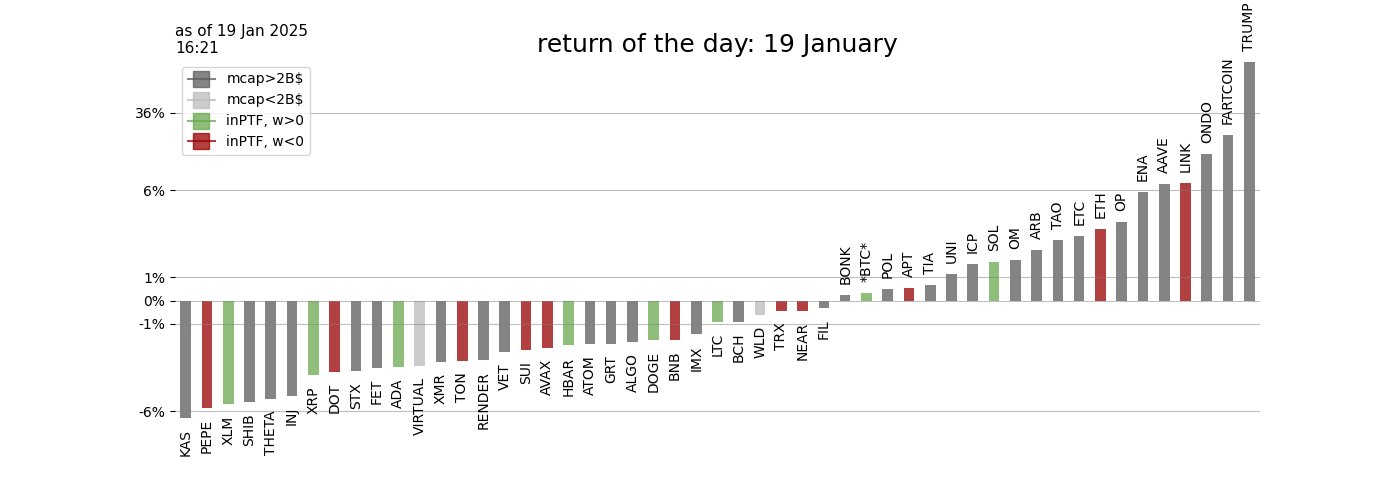 as of 19 Jan 2025
16:21
return of the day: 19 January
mcap>2B$
mcap<2B$
inPTF, w>0
inPTF, w<0
36%
6%
1%
0%
-1%
-6%
KAS
PEPE
XLM
SHIB
THETA
INJ
XRP
DOT
STX
FET
ADA
VIRTUAL
XMR
TON
RENDER
VET
SUI
AVAX
HBAR
ATOM
GRT
ALGO
DOGE
BNB
IMX
LTC
BCH
WLD
TRX
NEAR
FIL
BONK
*BTC*
POL
APT
TIA
UNI
ICP
SOL
OM
ARB
TAO
ETC
ETH
OP
ENA
AAVE
LINK
ONDO
FARTCOIN
TRUMP